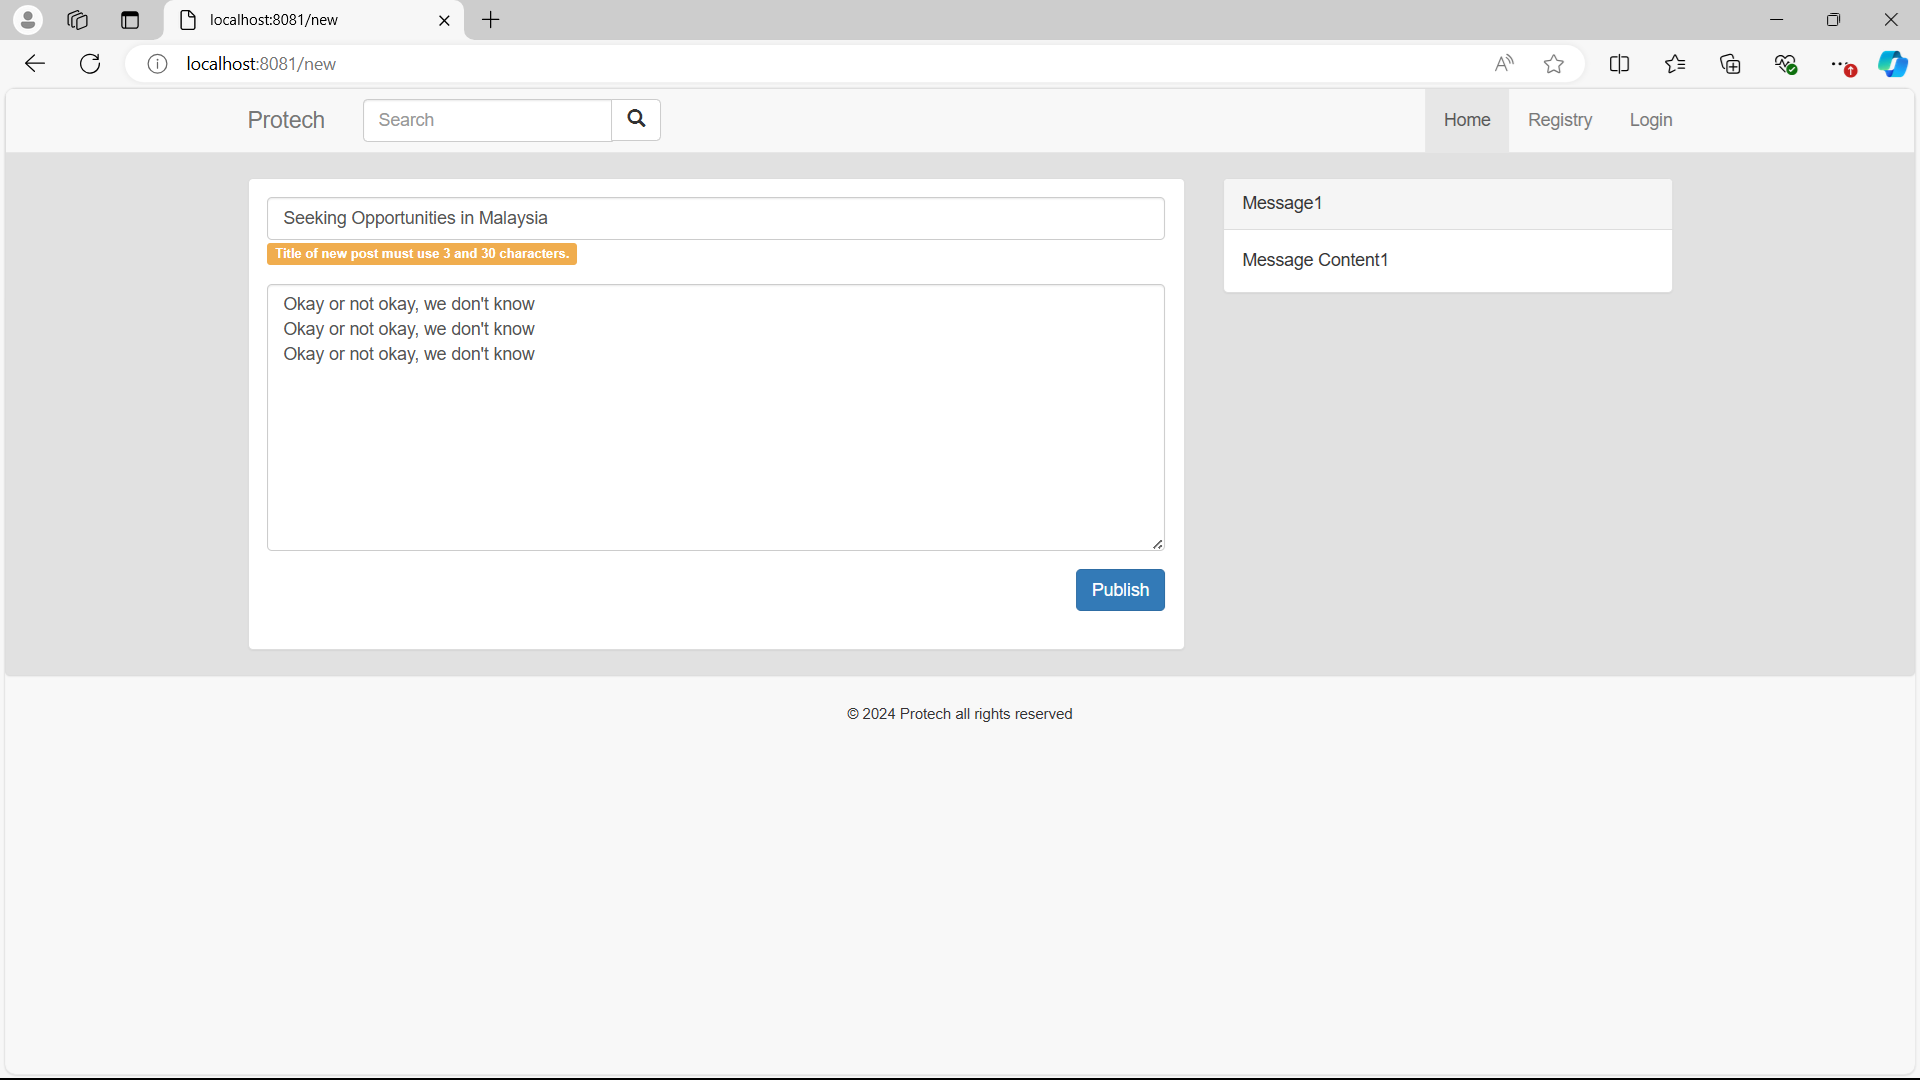 localhost:8081/new
localhost:8081/new
Protech
Search
Home
Registry
Login
Seeking Opportunities in Malaysia
Title of new post must use 3 and 30 characters.
Okay or not okay, we don't know
Okay or not okay, we don't know
Okay or not okay, we don't know
Publish
Message1
Message Content1
© 2024 Protech all rights reserved